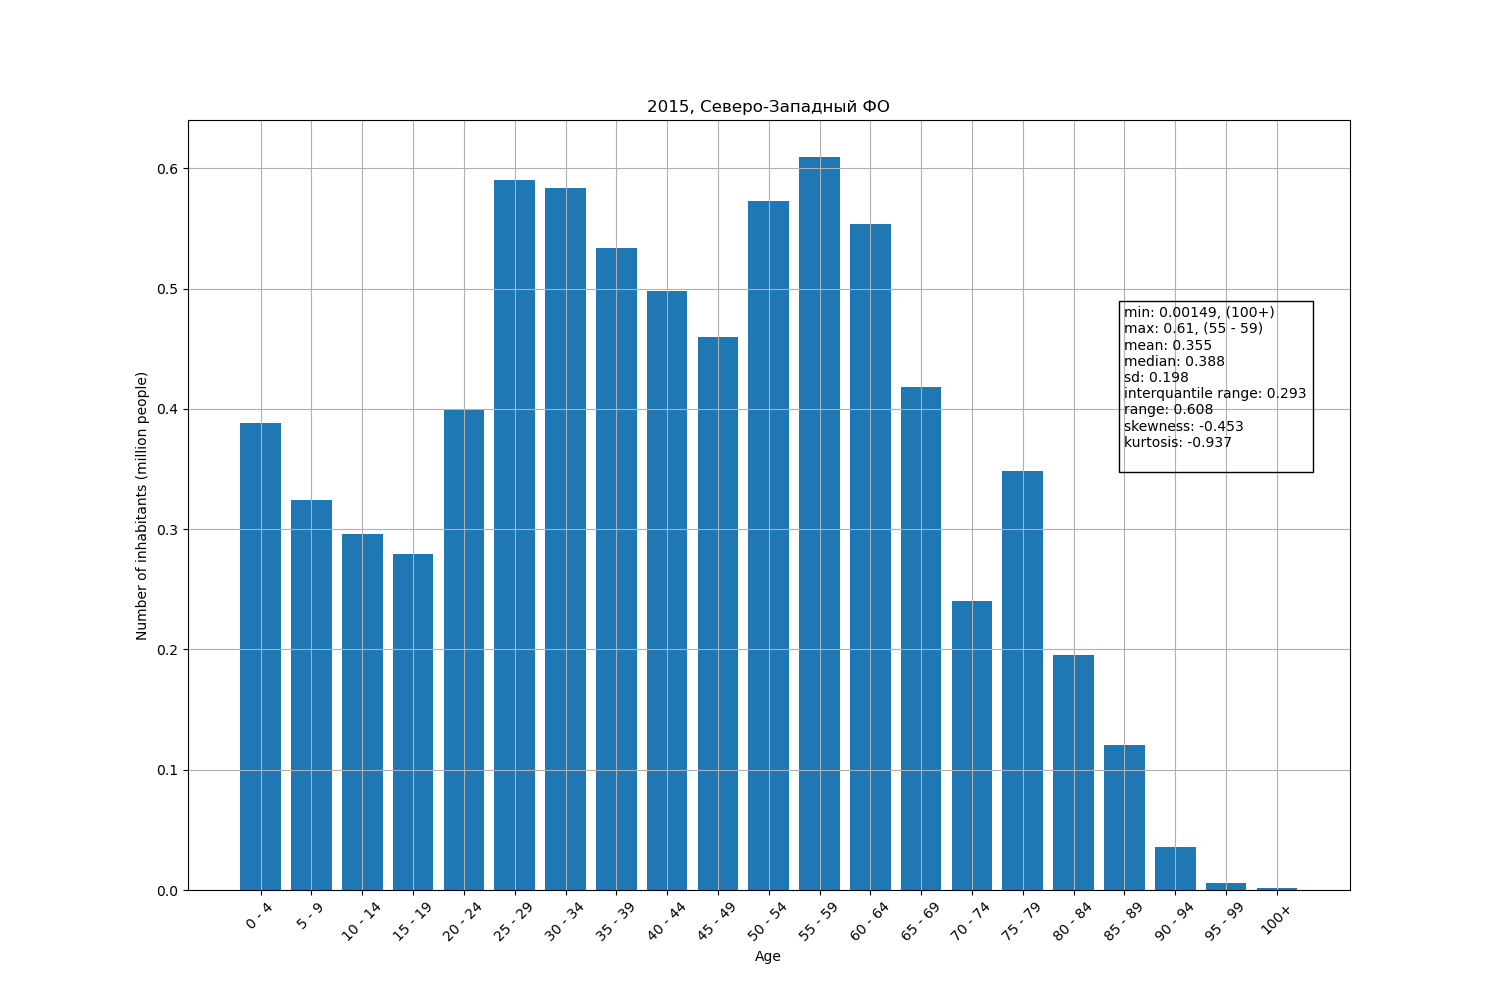 2015, Северо-Западный ФО
Number of inhabitants (million people)
0.6
0.5
0.4
0.3
0.2
0.1
0.0
min: 0.00149, (100+)
max: 0.61, (55 - 59)
mean: 0.355
median: 0.388
sd: 0.198
interquantile range: 0.293
range: 0.608
skewness: -0.453
kurtosis: -0.937
0 - 4
5 - 9
10 - 14
15 - 19
20 - 24
25 - 29
30 - 34
35 - 39
40 - 44
45 - 49
50 - 54
55 - 59
60 - 64
65 - 69
70 - 74
75 - 79
80 - 84
85 - 89
90 - 94
95 - 99
100+
Age